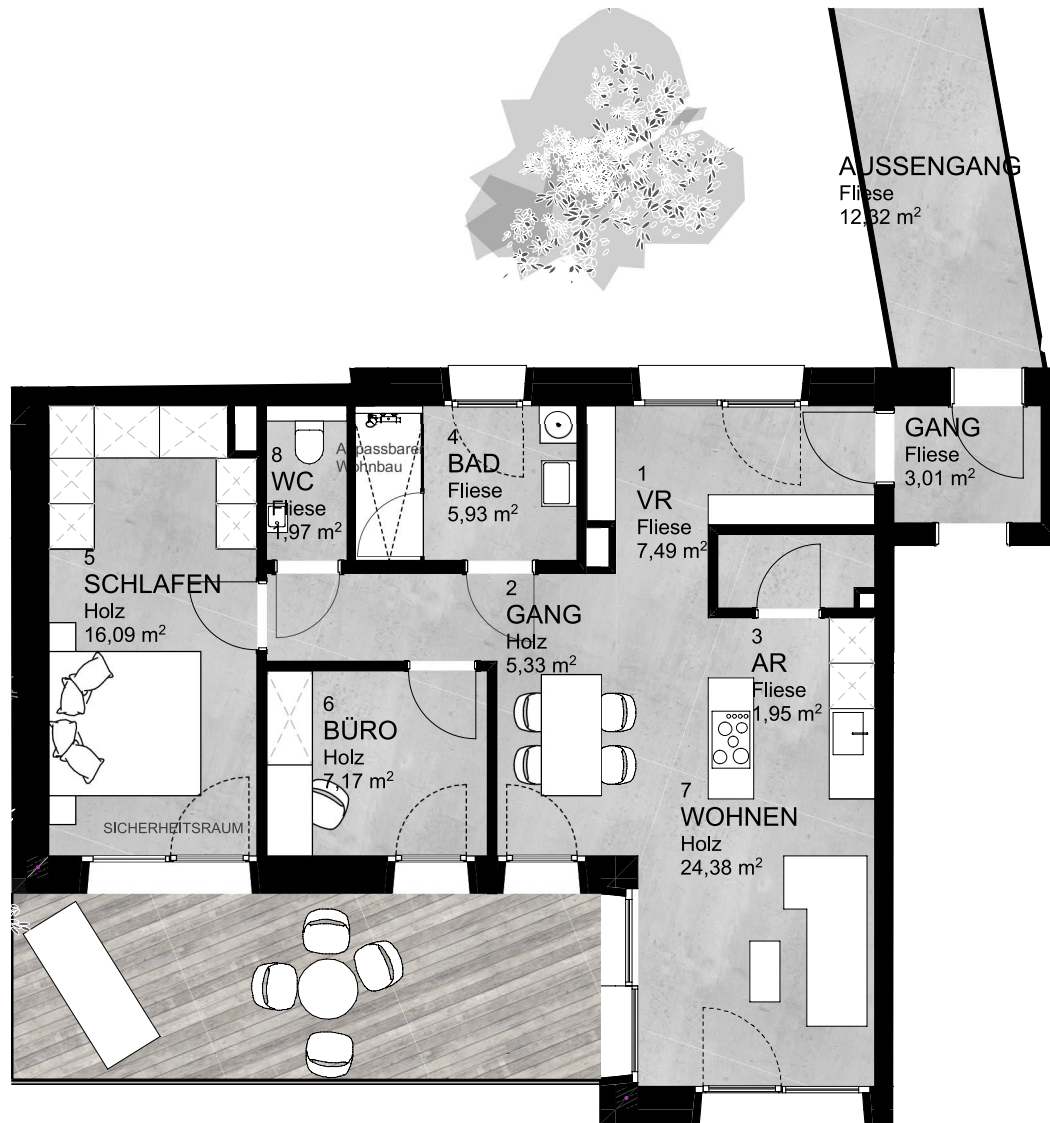 AUSSENGANG
Fliese
12,32 m²
GANG
Fliese
3,01 m²
1
VR
Fliese
7,49 m²
4
BAD
Fliese
5,93 m²
Anpassbarer
Wohnbau
8
WC
Fliese
1,97 m²
5
SCHLAFEN
Holz
16,09 m²
2
GANG
Holz
5,33 m²
3
AR
Fliese
1,95 m²
6
BÜRO
Holz
7,17 m²
7
WOHNEN
Holz
24,38 m²
SICHERHEITSRAUM